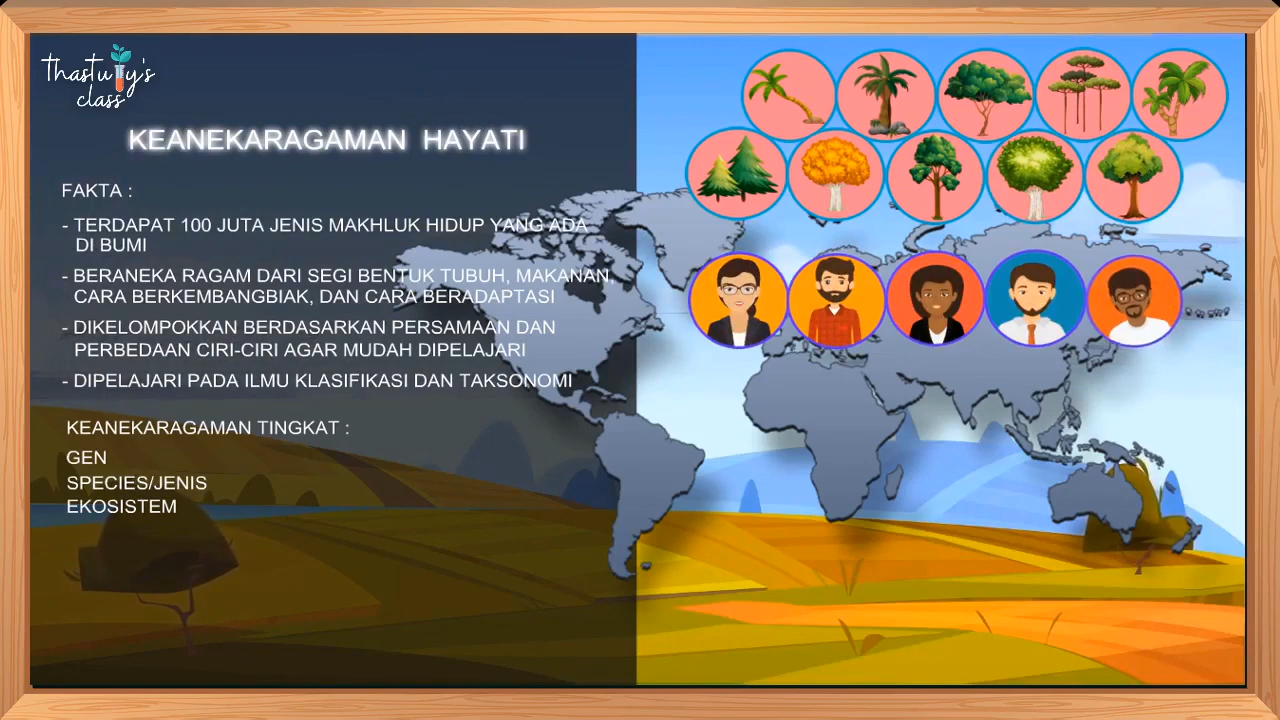 Thastudy's
class
KEANEKARAGAMAN HAYATI
FAKTA :
- TERDAPAT 100 JUTA JENIS MAKHLUK HIDUP YANG ADA
DI BUMI
- BERANEKA RAGAM DARI SEGI BENTUK TUBUH, MAKANAN,
CARA BERKEMBANGBIAK, DAN CARA BERADAPTASI
- DIKELOMPOKKAN BERDASARKAN PERSAMAAN DAN
PERBEDAAN CIRI-CIRI AGAR MUDAH DIPELAJARI
- DIPELAJARI PADA ILMU KLASIFIKASI DAN TAKSONOMI
KEANEKARAGAMAN TINGKAT :
GEN
SPECIES/JENIS
EKOSISTEM